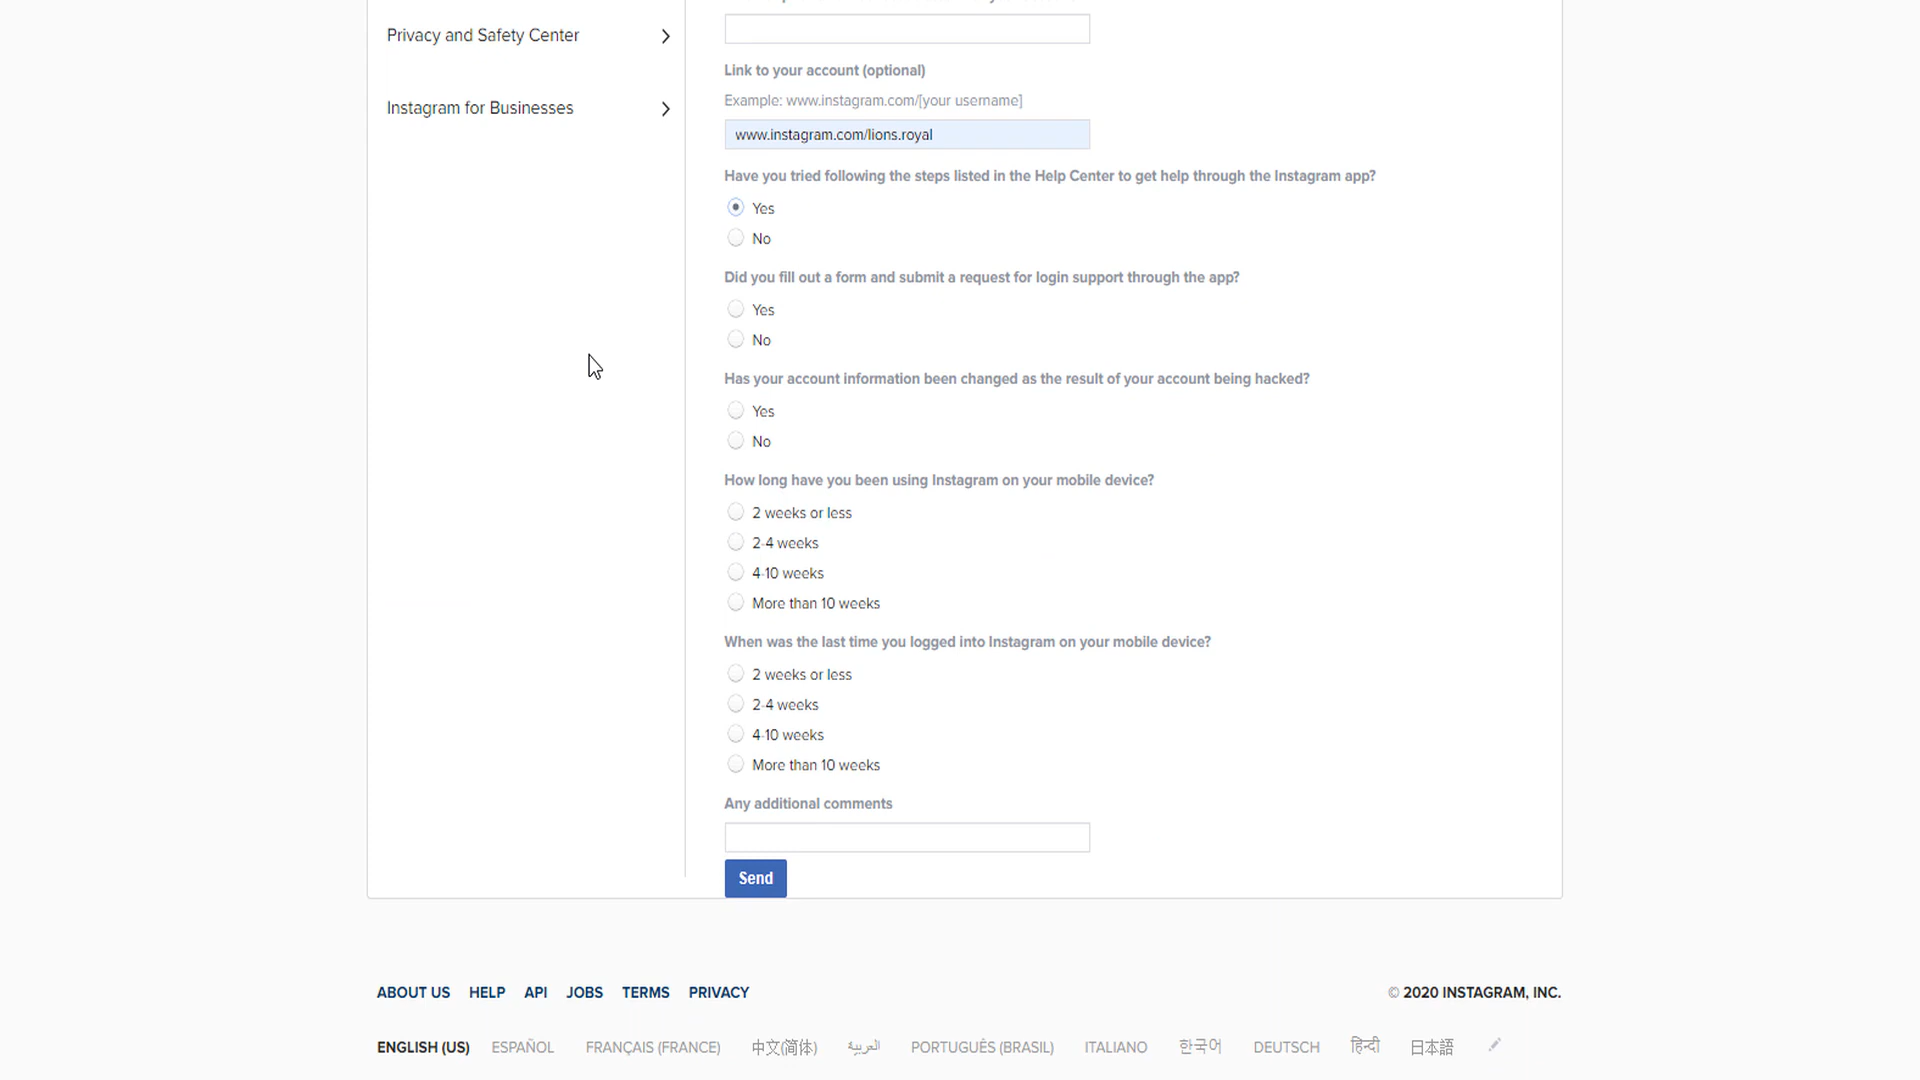 Privacy and Safety Center
Instagram for Businesses
Link to your account (optional)
Example: www.instagram.com/[your username]
www.instagram.com/lions.royal
Have you tried following the steps listed in the Help Center to get help through the Instagram app?
Yes
No
Did you fill out a form and submit a request for login support through the app?
Yes
No
Has your account information been changed as the result of your account being hacked?
Yes
No
How long have you been using Instagram on your mobile device?
2 weeks or less
2-4 weeks
4-10 weeks
More than 10 weeks
When was the last time you logged into Instagram on your mobile device?
2 weeks or less
2-4 weeks
4-10 weeks
More than 10 weeks
Any additional comments
Send
ABOUT US HELP API JOBS TERMS PRIVACY
© 2020 INSTAGRAM, INC.
ENGLISH (US) ESPAÑOL FRANÇAIS (FRANCE) 中文(简体) العربية PORTUGUÊS (BRASIL) ITALIANO 한국어 DEUTSCH हिन्दी 日本語